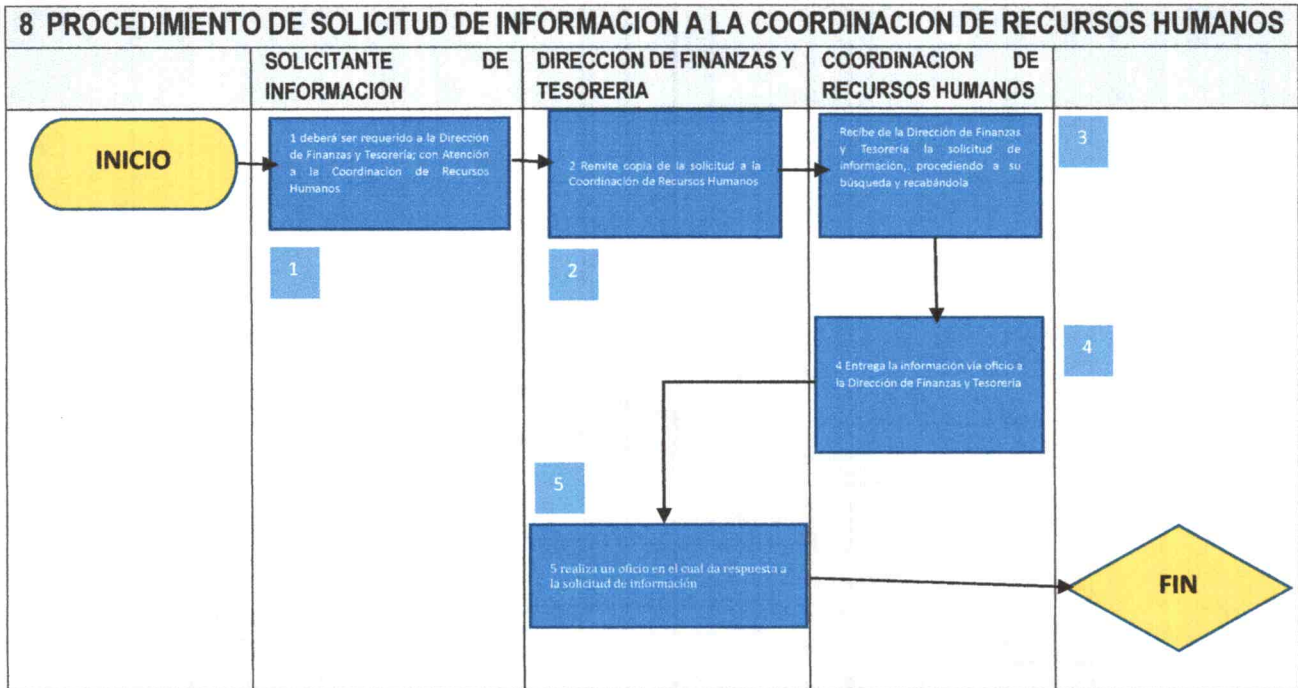 8 PROCEDIMIENTO DE SOLICITUD DE INFORMACION A LA COORDINACION DE RECURSOS HUMANOS
SOLICITANTE DE
INFORMACION
DIRECCION DE FINANZAS Y
TESORERIA
COORDINACION DE
RECURSOS HUMANOS
INICIO
1 deberá ser requerido a la Dirección
de Finanzas y Tesorería; con Atención
a la Coordinación de Recursos
Humanos
1
2 Remite copia de la solicitud a la
Coordinación de Recursos Humanos
2
Recibe de la Dirección de Finanzas
y Tesorería la solicitud de
información,, procediendo a su
búsqueda y recabándola
3
4 Entrega la información vía oficio a
la Dirección de Finanzas y Tesorería
4
5
5 realiza un oficio en el cual da respuesta a
la solicitud de información
FIN